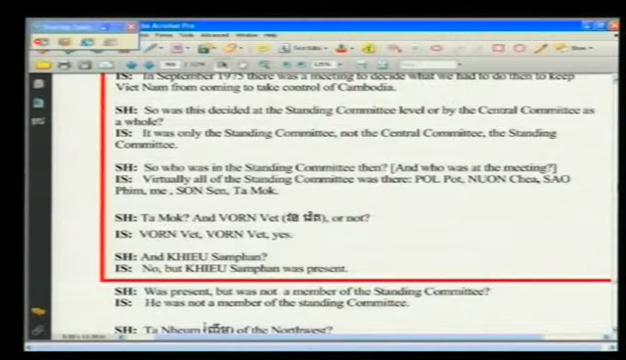 be Acrobat Pro
IS: In September 1975 there was a meeting to decide what we had to do then to keep
Viet Nam from coming to take control of Cambodia.
SH: So was this decided at the Standing Committee level or by the Central Committee as
a whole?
IS: It was only the Standing Committee, not the Central Committee, the Standing
Committee.
SH: So who was in the Standing Committee then? [And who was at the meeting?]
IS: Virtually all of the Standing Committee was there: POL Pot, NUON Chea, SAO
Phim, me , SON Sen, Ta Mok.
SH: Ta Mok? And VORN Vet (វន វ៉េត), or not?
IS: VORN Vet, VORN Vet, yes.
SH: And KHIEU Samphan?
IS: No, but KHIEU Samphan was present.
SH: Was present, but was not a member of the Standing Committee?
IS: He was not a member of the standing Committee.
SH: Ta Nheum of the Northwest?